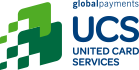 globalpayments
UCS
UNITED CARD
SERVICES